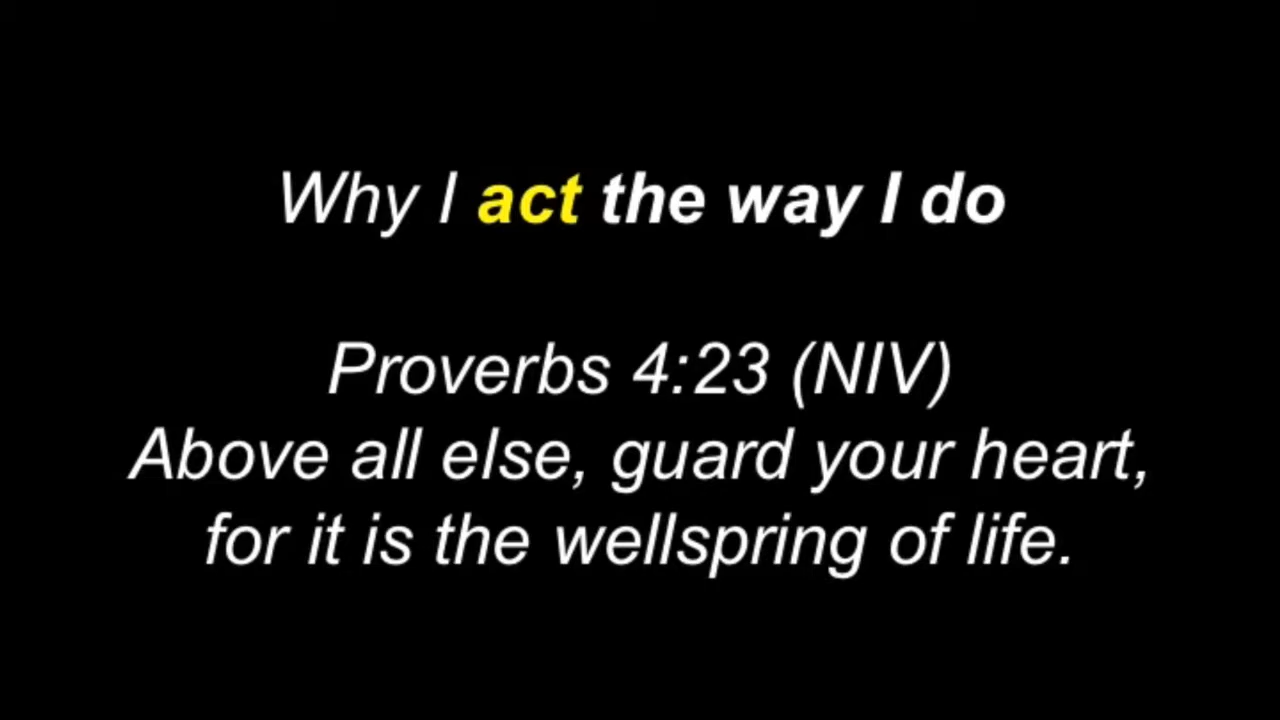 Why I act the way I do
Proverbs 4:23 (NIV)
Above all else, guard your heart,
for it is the wellspring of life.